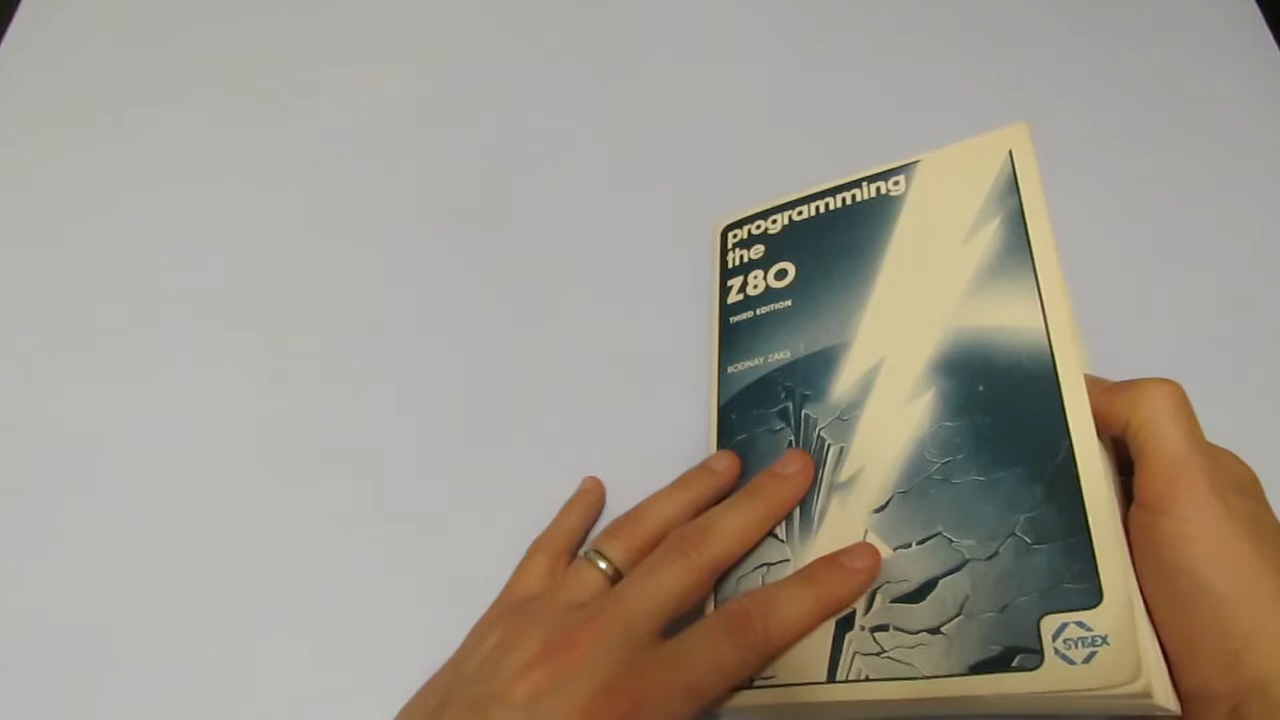 programming
the
Z80
THIRD EDITION
RODNAY ZAKS
SYBEX